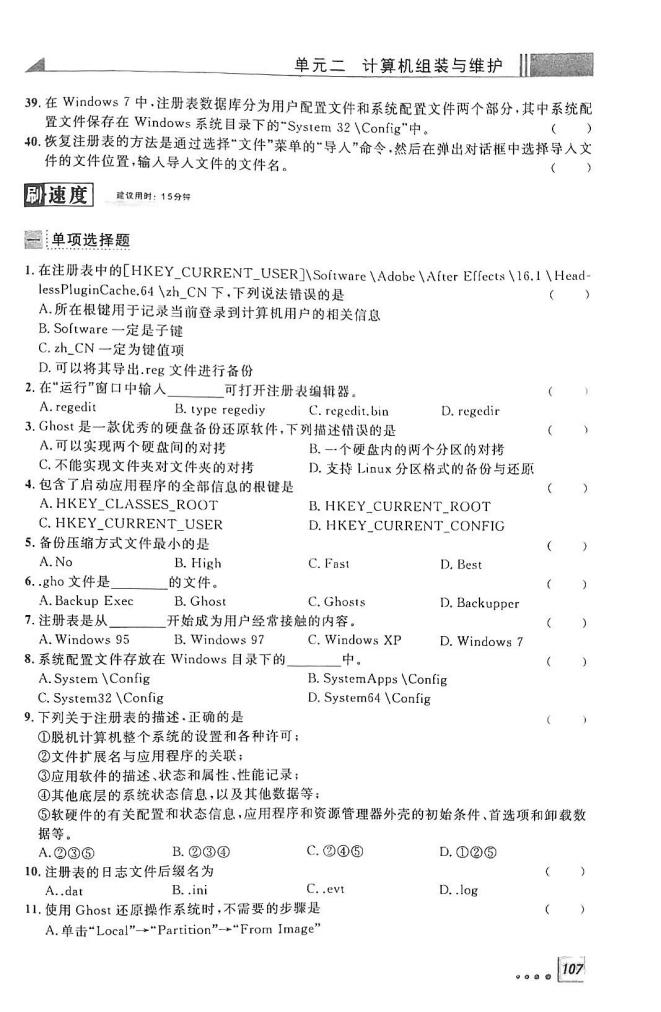 单元二 计算机组装与维护
39. 在 Windows 7 中,注册表数据库分为用户配置文件和系统配置文件两个部分,其中系统配
置文件保存在 Windows 系统目录下的“System 32 \Config”中。 ( )
40. 恢复注册表的方法是通过选择“文件”菜单的“导人”命令,然后在弹出对话框中选择导人文
件的文件位置,输人导人文件的文件名。 ( )
刷速度 建议用时: 15分钟
一 单项选择题
1. 在注册表中的[HKEY_CURRENT_USER]\Software \Adobe \After Effects \16.1 \Head-
lessPluginCache.64 \zh_CN 下,下列说法错误的是 ( )
A. 所在根键用于记录当前登录到计算机用户的相关信息
B. Software 一定是子键
C. zh_CN 一定为键值项
D. 可以将其导出.reg 文件进行备份
2. 在“运行”窗口中输人______可打开注册表编辑器。 ( )
A. regedit B. type regediy C. regedit.bin D. regedir
3. Ghost 是一款优秀的硬盘备份还原软件,下列描述错误的是 ( )
A. 可以实现两个硬盘间的对拷 B. 一个硬盘内的两个分区的对拷
C. 不能实现文件夹对文件夹的对拷 D. 支持 Linux 分区格式的备份与还原
4. 包含了启动应用程序的全部信息的根键是 ( )
A. HKEY_CLASSES_ROOT B. HKEY_CURRENT_ROOT
C. HKEY_CURRENT_USER D. HKEY_CURRENT_CONFIG
5. 备份压缩方式文件最小的是 ( )
A. No B. High C. Fast D. Best
6. .gho 文件是______的文件。 ( )
A. Backup Exec B. Ghost C. Ghosts D. Backupper
7. 注册表是从______开始成为用户经常接触的内容。 ( )
A. Windows 95 B. Windows 97 C. Windows XP D. Windows 7
8. 系统配置文件存放在 Windows 目录下的______中。 ( )
A. System \Config B. SystemApps \Config
C. System32 \Config D. System64 \Config
9. 下列关于注册表的描述,正确的是 ( )
①脱机计算机整个系统的设置和各种许可;
②文件扩展名与应用程序的关联;
③应用软件的描述、状态和属性、性能记录;
④其他底层的系统状态信息,以及其他数据等;
⑤软硬件的有关配置和状态信息,应用程序和资源管理器外壳的初始条件、首选项和卸载数
据等。
A. ②③⑤ B. ②③④ C. ②④⑤ D. ①②⑤
10. 注册表的日志文件后缀名为 ( )
A. .dat B. .ini C. .evt D. .log
11. 使用 Ghost 还原操作系统时,不需要的步骤是 ( )
A. 单击“Local”→“Partition”→“From Image”
107